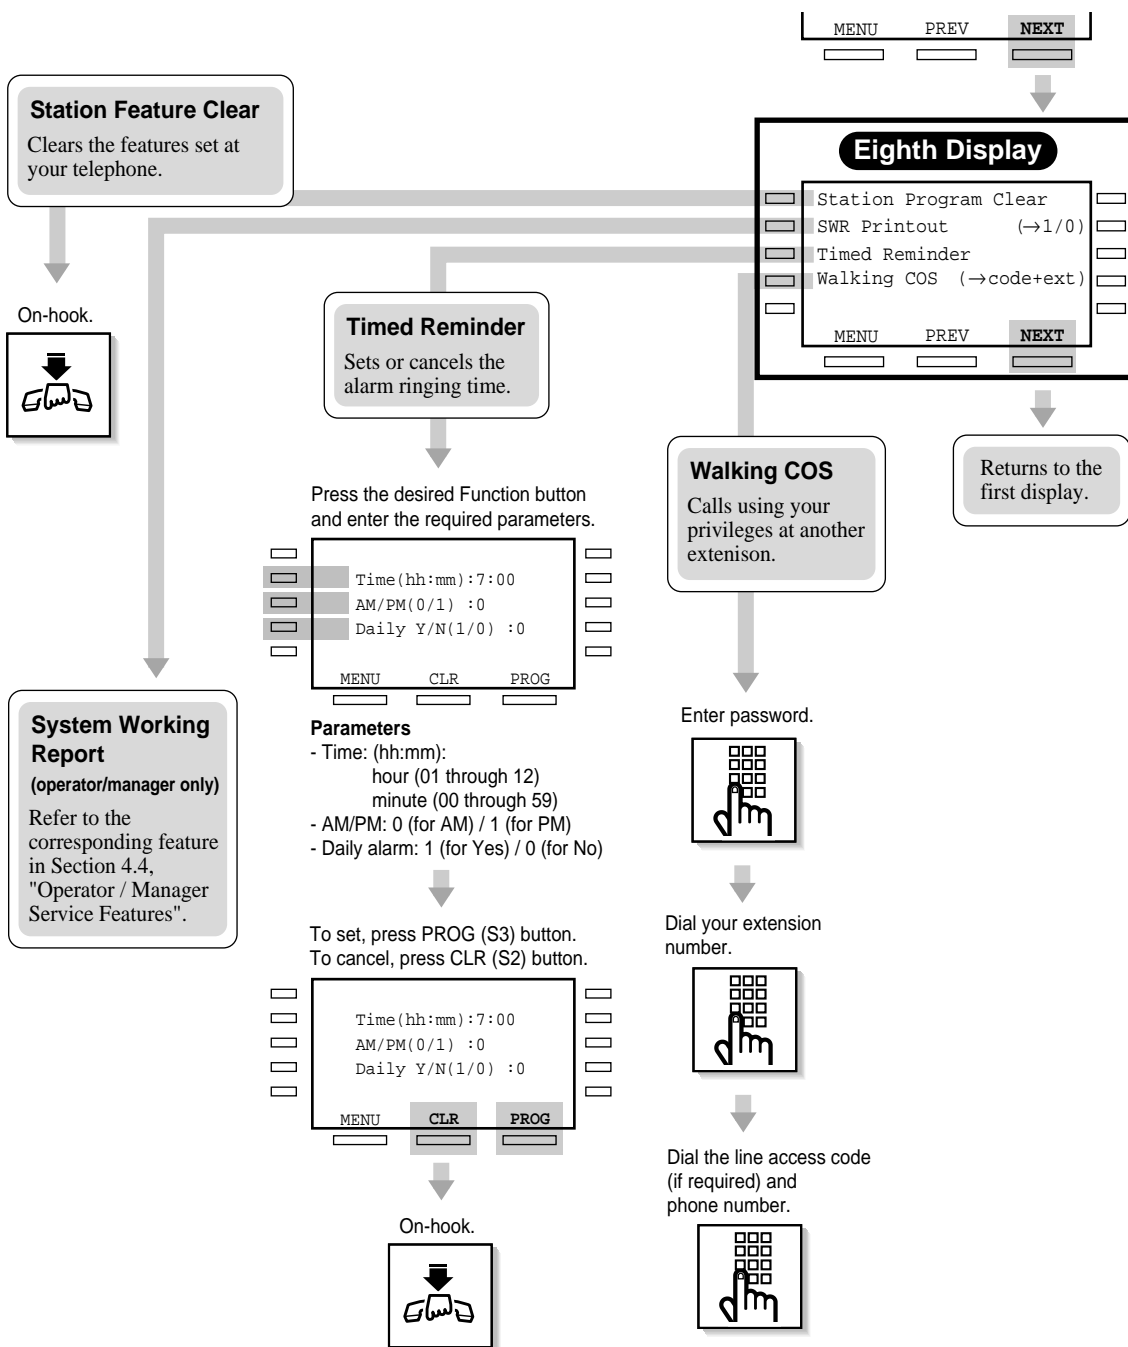 MENU PREV NEXT
Station Feature Clear
Clears the features set at
your telephone.
On-hook.
Eighth Display
Station Program Clear
SWR Printout (→1/0)
Timed Reminder
Walking COS (→code+ext)
MENU PREV NEXT
Returns to the
first display.
Timed Reminder
Sets or cancels the
alarm ringing time.
Press the desired Function button
and enter the required parameters.
Time(hh:mm):7:00
AM/PM(0/1) :0
Daily Y/N(1/0) :0
MENU CLR PROG
Parameters
- Time: (hh:mm):
hour (01 through 12)
minute (00 through 59)
- AM/PM: 0 (for AM) / 1 (for PM)
- Daily alarm: 1 (for Yes) / 0 (for No)
To set, press PROG (S3) button.
To cancel, press CLR (S2) button.
Time(hh:mm):7:00
AM/PM(0/1) :0
Daily Y/N(1/0) :0
MENU CLR PROG
On-hook.
System Working
Report
(operator/manager only)
Refer to the
corresponding feature
in Section 4.4,
"Operator / Manager
Service Features".
Walking COS
Calls using your
privileges at another
extenison.
Enter password.
Dial your extension
number.
Dial the line access code
(if required) and
phone number.